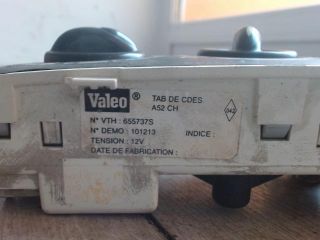 Valeo ® TAB DE CDES
A52 CH
N° VTH : 655737S
N° DEMO : 101213 INDICE :
TENSION : 12V
DATE DE FABRICATION :